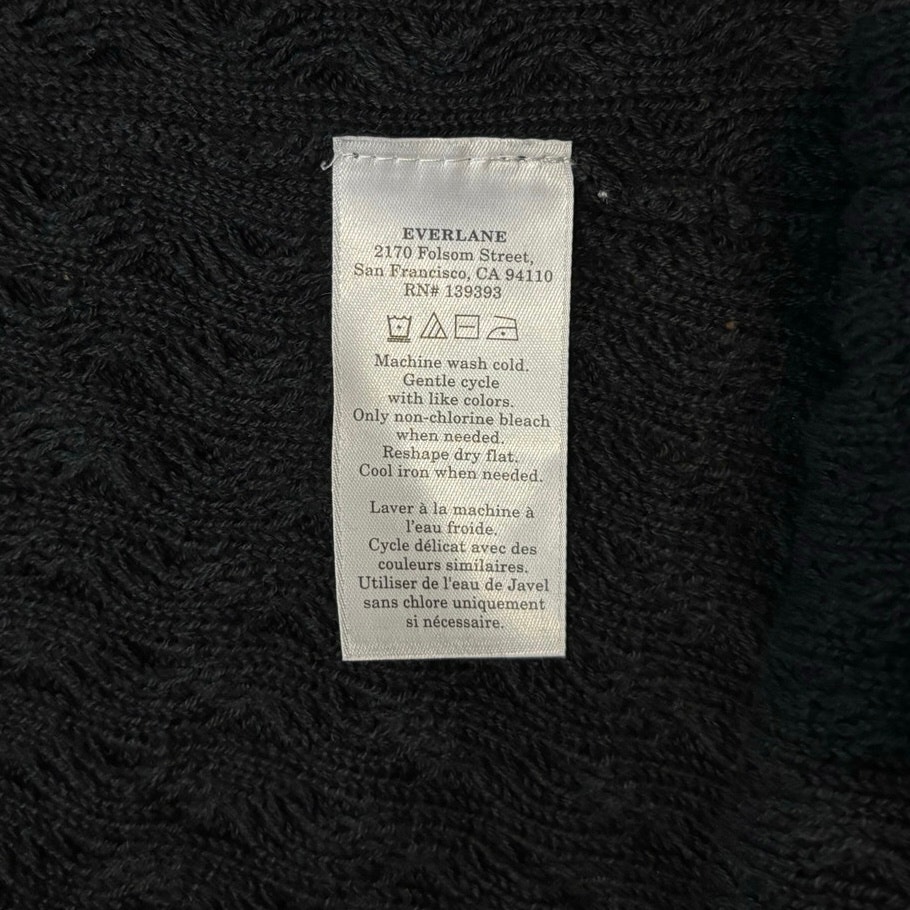 EVERLANE
2170 Folsom Street,
San Francisco, CA 94110
RN# 139393
Machine wash cold.
Gentle cycle
with like colors.
Only non-chlorine bleach
when needed.
Reshape dry flat.
Cool iron when needed.
Laver à la machine à
l'eau froide.
Cycle délicat avec des
couleurs similaires.
Utiliser de l'eau de Javel
sans chlore uniquement
si nécessaire.